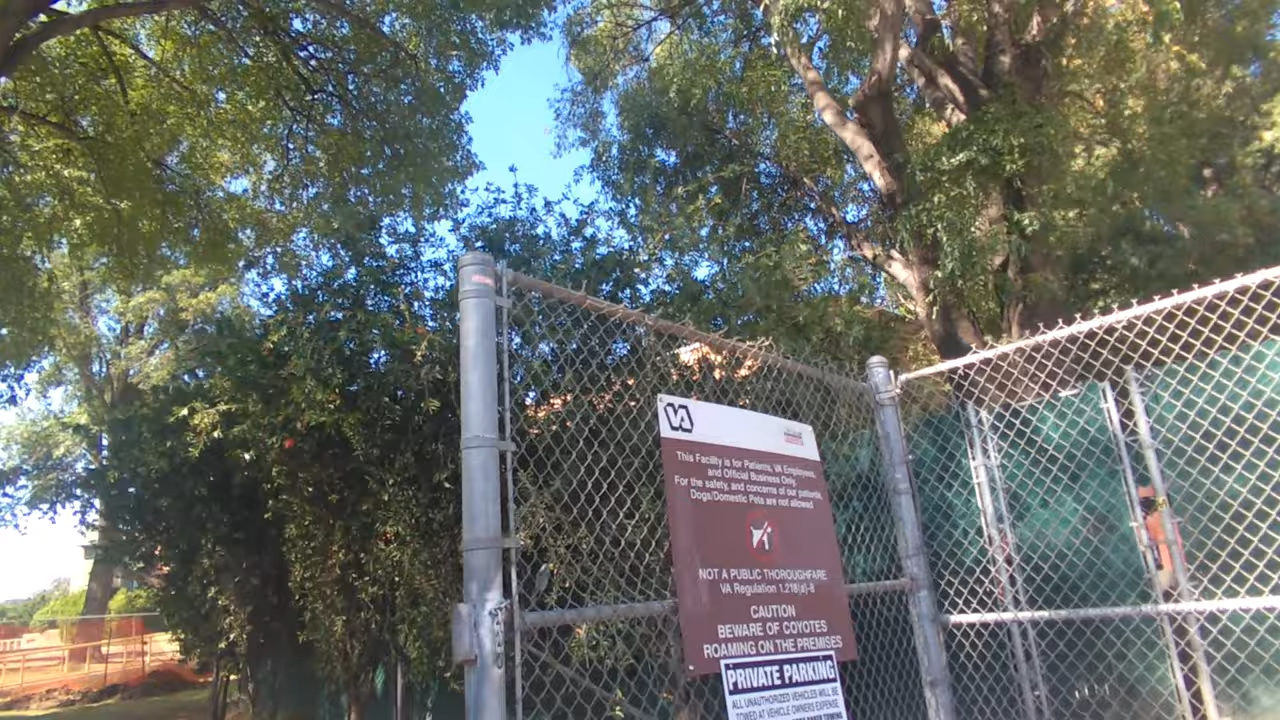 VA
This Facility is for Patients, VA Employees,
and Official Business Only.
For the safety, and concerns of our patients,
Dogs/Domestic Pets are not allowed
NOT A PUBLIC THOROUGHFARE
VA Regulation 1.218(a)-8
CAUTION
BEWARE OF COYOTES
ROAMING ON THE PREMISES
PRIVATE PARKING
ALL UNAUTHORIZED VEHICLES WILL BE
TOWED AT VEHICLE OWNERS EXPENSE